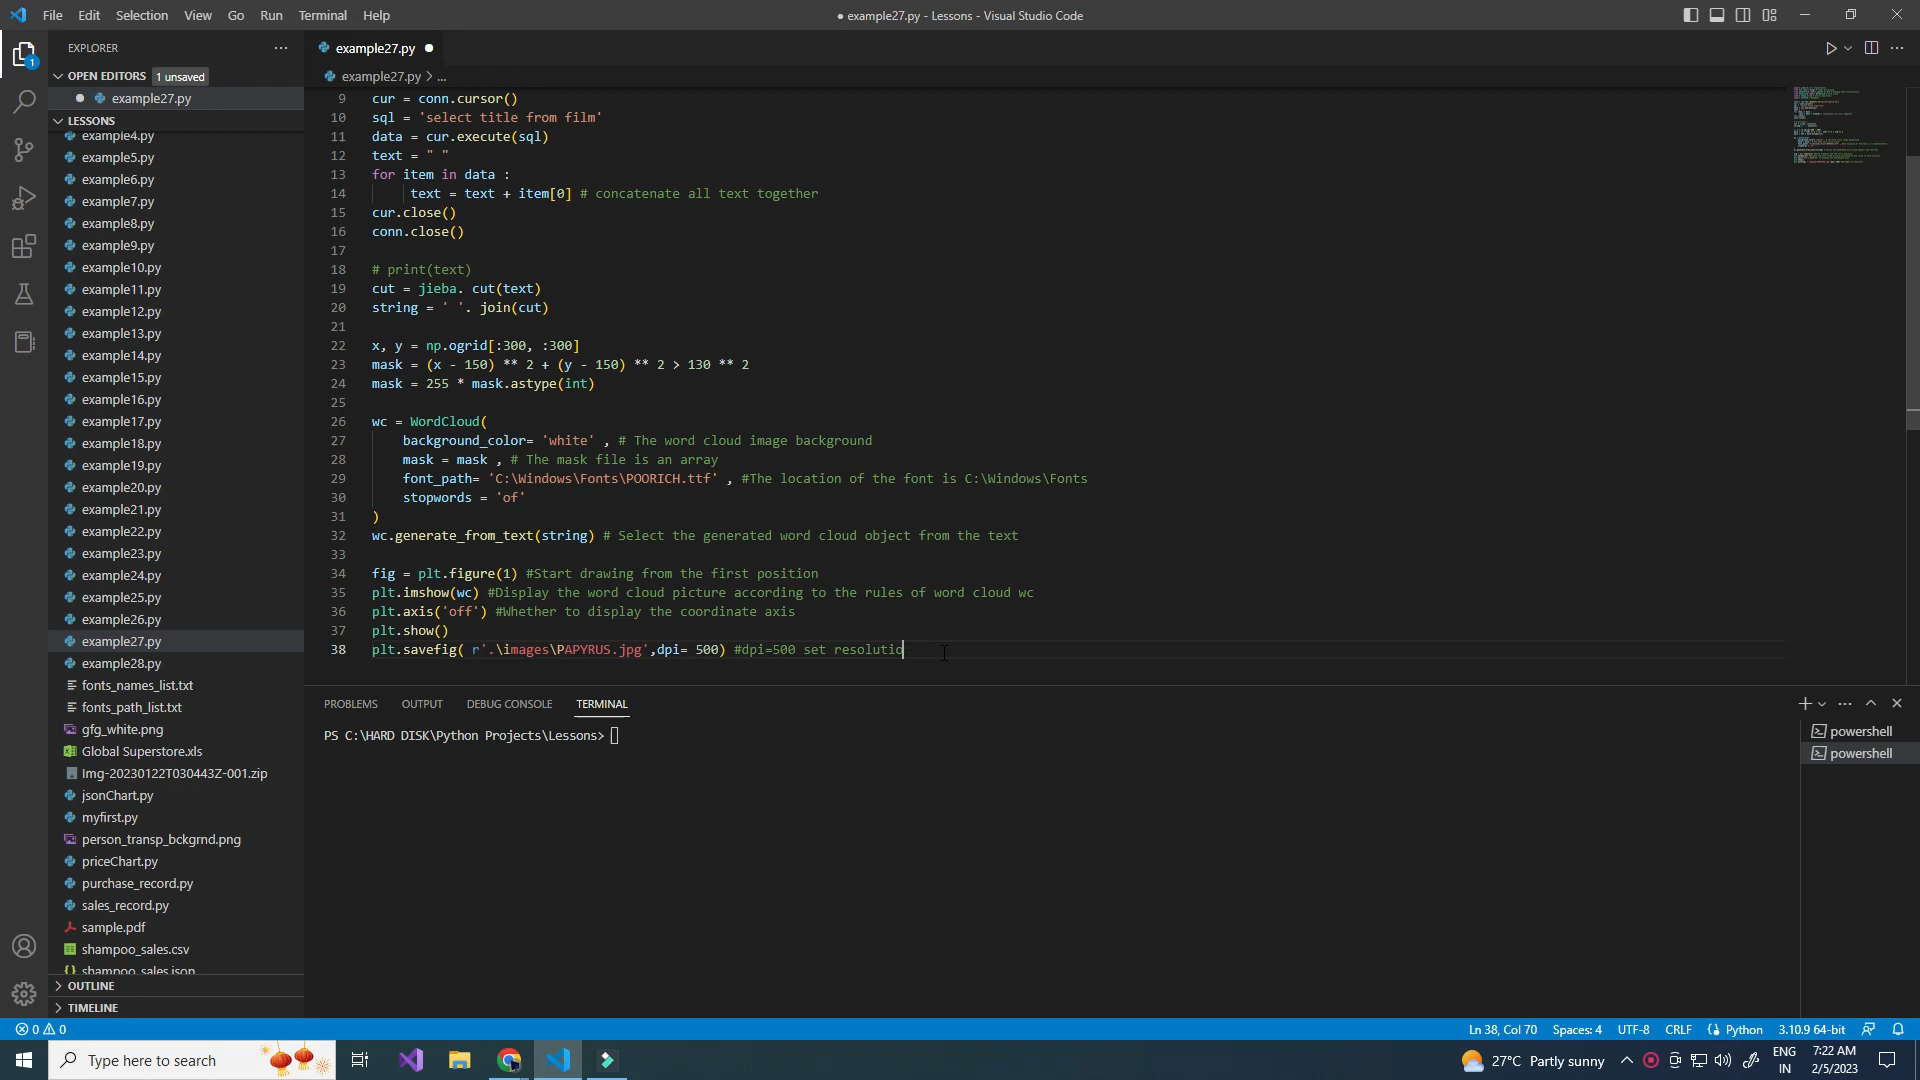 File Edit Selection View Go Run Terminal Help
● example27.py - Lessons - Visual Studio Code
EXPLORER
OPEN EDITORS 1 unsaved
example27.py
LESSONS
example4.py
example5.py
example6.py
example7.py
example8.py
example9.py
example10.py
example11.py
example12.py
example13.py
example14.py
example15.py
example16.py
example17.py
example18.py
example19.py
example20.py
example21.py
example22.py
example23.py
example24.py
example25.py
example26.py
example27.py
example28.py
fonts_names_list.txt
fonts_path_list.txt
gfg_white.png
Global Superstore.xls
Img-20230122T030443Z-001.zip
jsonChart.py
myfirst.py
person_transp_bckgrnd.png
priceChart.py
purchase_record.py
sales_record.py
sample.pdf
shampoo_sales.csv
shampoo_sales.json
OUTLINE
TIMELINE
example27.py
example27.py > ...
9 cur = conn.cursor()
10 sql = 'select title from film'
11 data = cur.execute(sql)
12 text = " "
13 for item in data :
14 text = text + item[0] # concatenate all text together
15 cur.close()
16 conn.close()
17
18 # print(text)
19 cut = jieba. cut(text)
20 string = ' '. join(cut)
21
22 x, y = np.ogrid[:300, :300]
23 mask = (x - 150) ** 2 + (y - 150) ** 2 > 130 ** 2
24 mask = 255 * mask.astype(int)
25
26 wc = WordCloud(
27 background_color= 'white' , # The word cloud image background
28 mask = mask , # The mask file is an array
29 font_path= 'C:\Windows\Fonts\POORICH.ttf' , #The location of the font is C:\Windows\Fonts
30 stopwords = 'of'
31 )
32 wc.generate_from_text(string) # Select the generated word cloud object from the text
33
34 fig = plt.figure(1) #Start drawing from the first position
35 plt.imshow(wc) #Display the word cloud picture according to the rules of word cloud wc
36 plt.axis('off') #Whether to display the coordinate axis
37 plt.show()
38 plt.savefig( r'.\images\PAPYRUS.jpg',dpi= 500) #dpi=500 set resolutio
PROBLEMS OUTPUT DEBUG CONSOLE TERMINAL
PS C:\HARD DISK\Python Projects\Lessons>
powershell
powershell
0 0
Ln 38, Col 70 Spaces: 4 UTF-8 CRLF Python 3.10.9 64-bit
Type here to search
27°C Partly sunny
ENG
IN
7:22 AM
2/5/2023